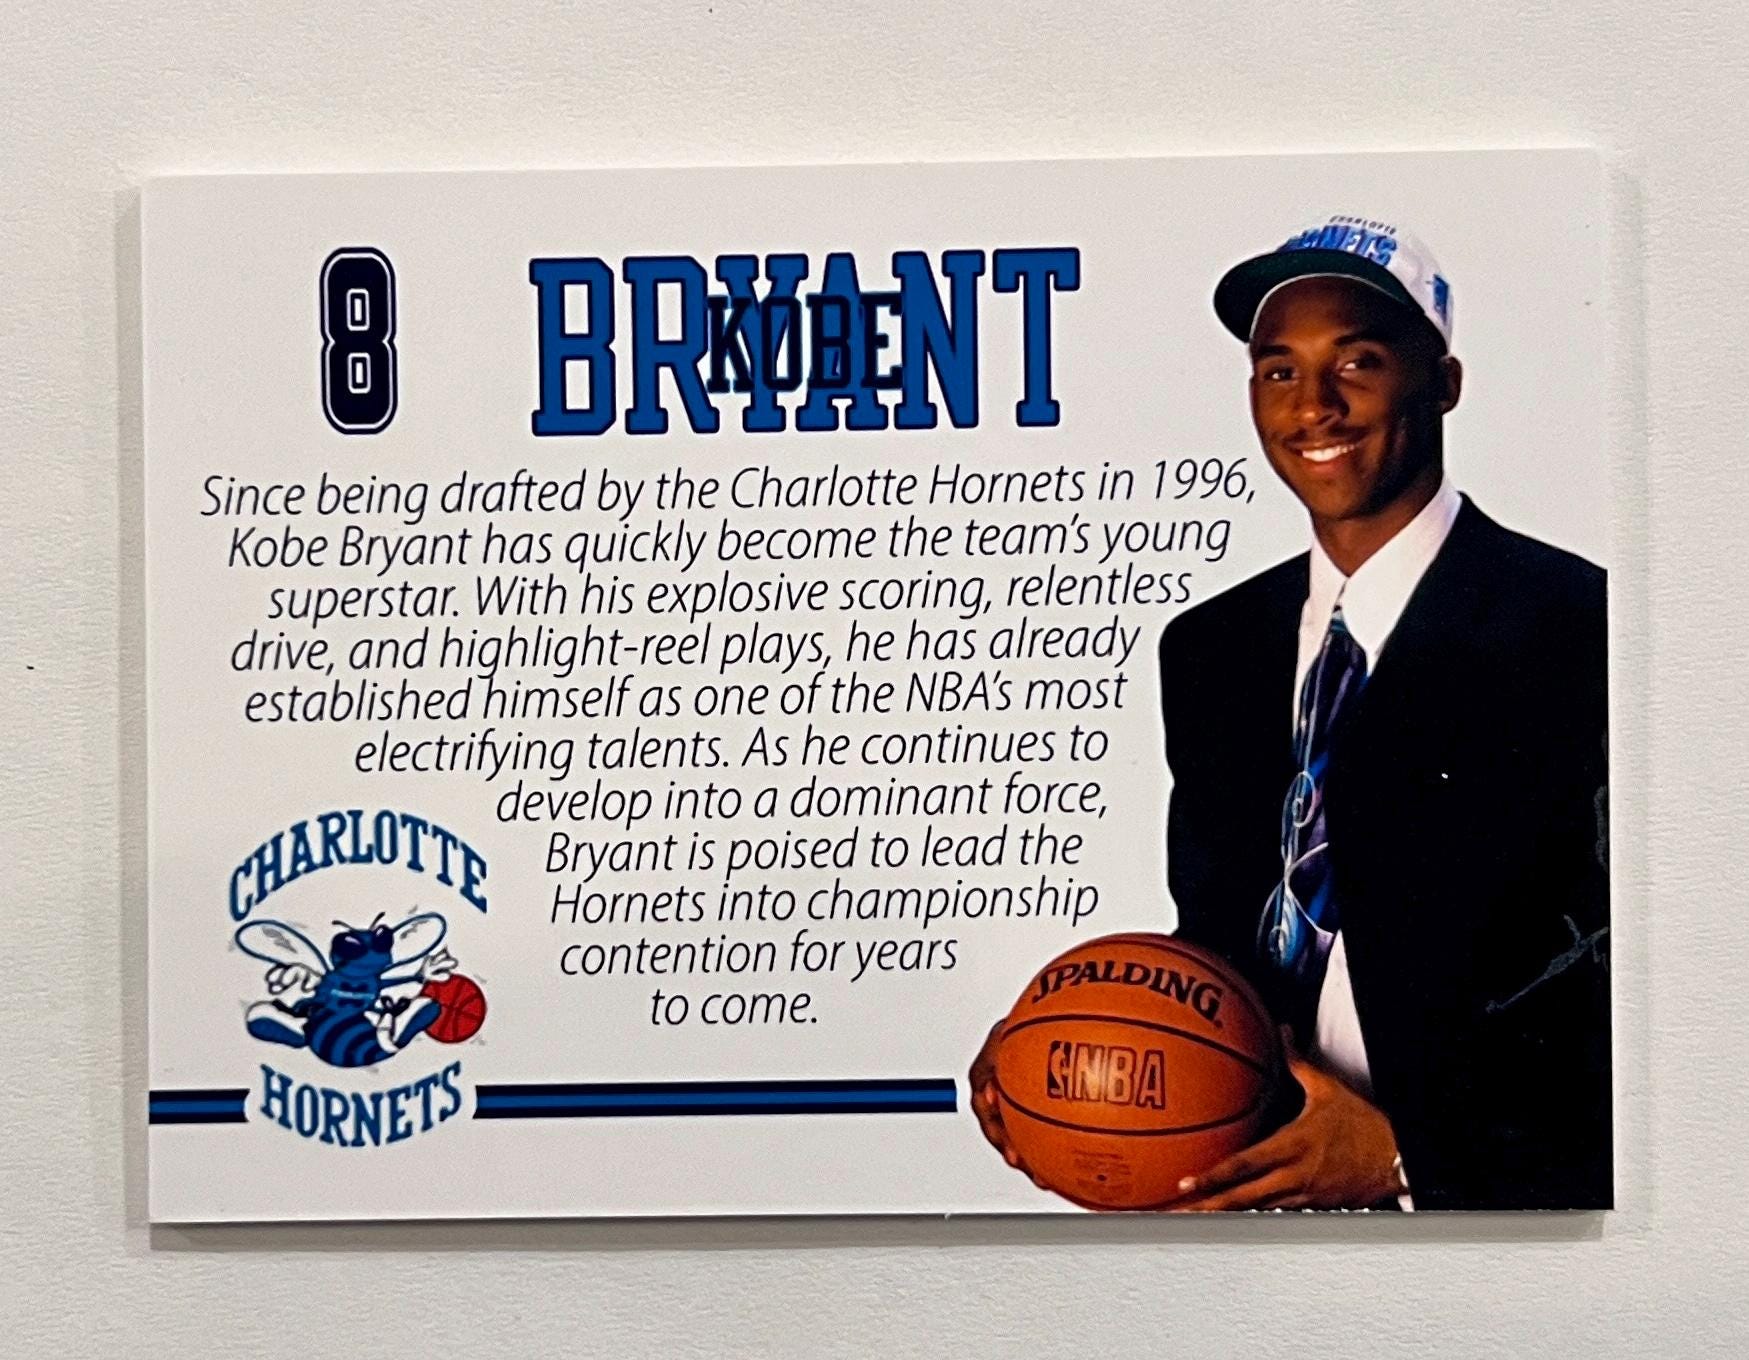 8 BRYANT
KOBE
Since being drafted by the Charlotte Hornets in 1996,
Kobe Bryant has quickly become the team's young
superstar. With his explosive scoring, relentless
drive, and highlight-reel plays, he has already
established himself as one of the NBA's most
electrifying talents. As he continues to
develop into a dominant force,
Bryant is poised to lead the
Hornets into championship
contention for years
to come.
CHARLOTTE
HORNETS
SPALDING
NBA